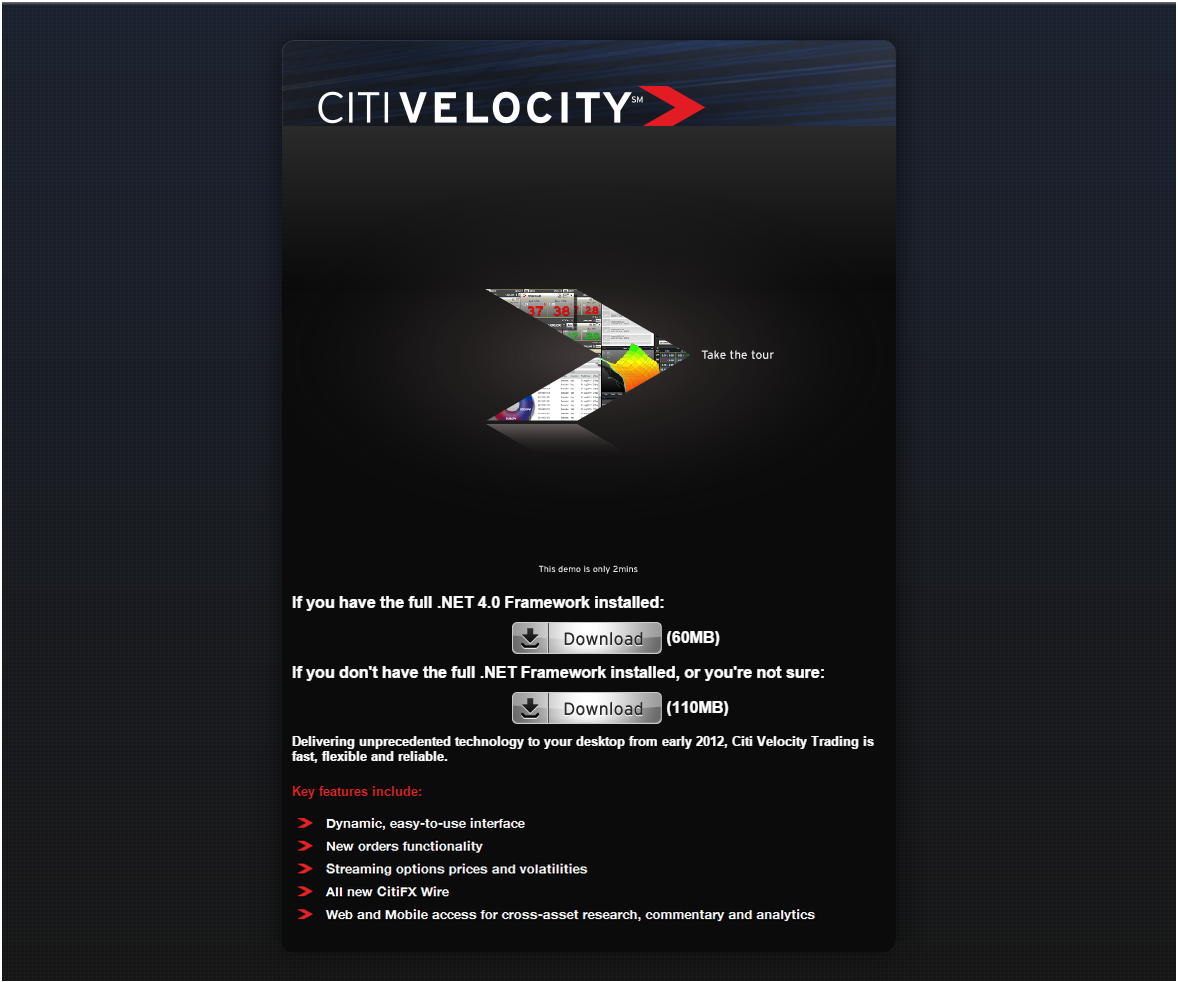 CITI VELOCITY℠
37 38 28
Take the tour
This demo is only 2mins
If you have the full .NET 4.0 Framework installed:
Download (60MB)
If you don't have the full .NET Framework installed, or you're not sure:
Download (110MB)
Delivering unprecedented technology to your desktop from early 2012, Citi Velocity Trading is
fast, flexible and reliable.
Key features include:
Dynamic, easy-to-use interface
New orders functionality
Streaming options prices and volatilities
All new CitiFX Wire
Web and Mobile access for cross-asset research, commentary and analytics